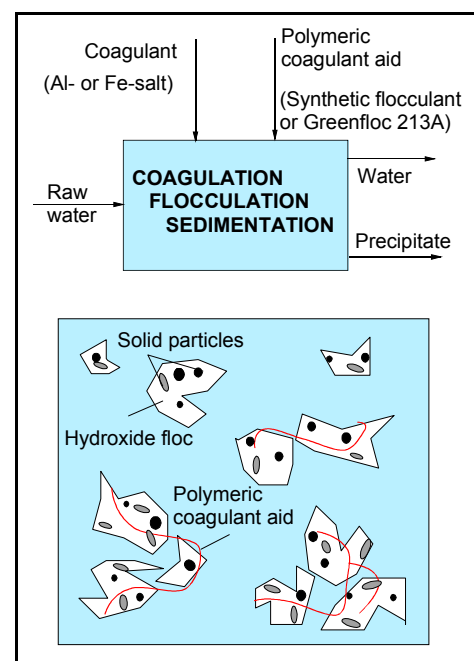 Coagulant
(Al- or Fe-salt)
Polymeric
coagulant aid
(Synthetic flocculant
or Greenfloc 213A)
Raw
water
COAGULATION
FLOCCULATION
SEDIMENTATION
Water
Precipitate
Solid particles
Hydroxide floc
Polymeric
coagulant aid